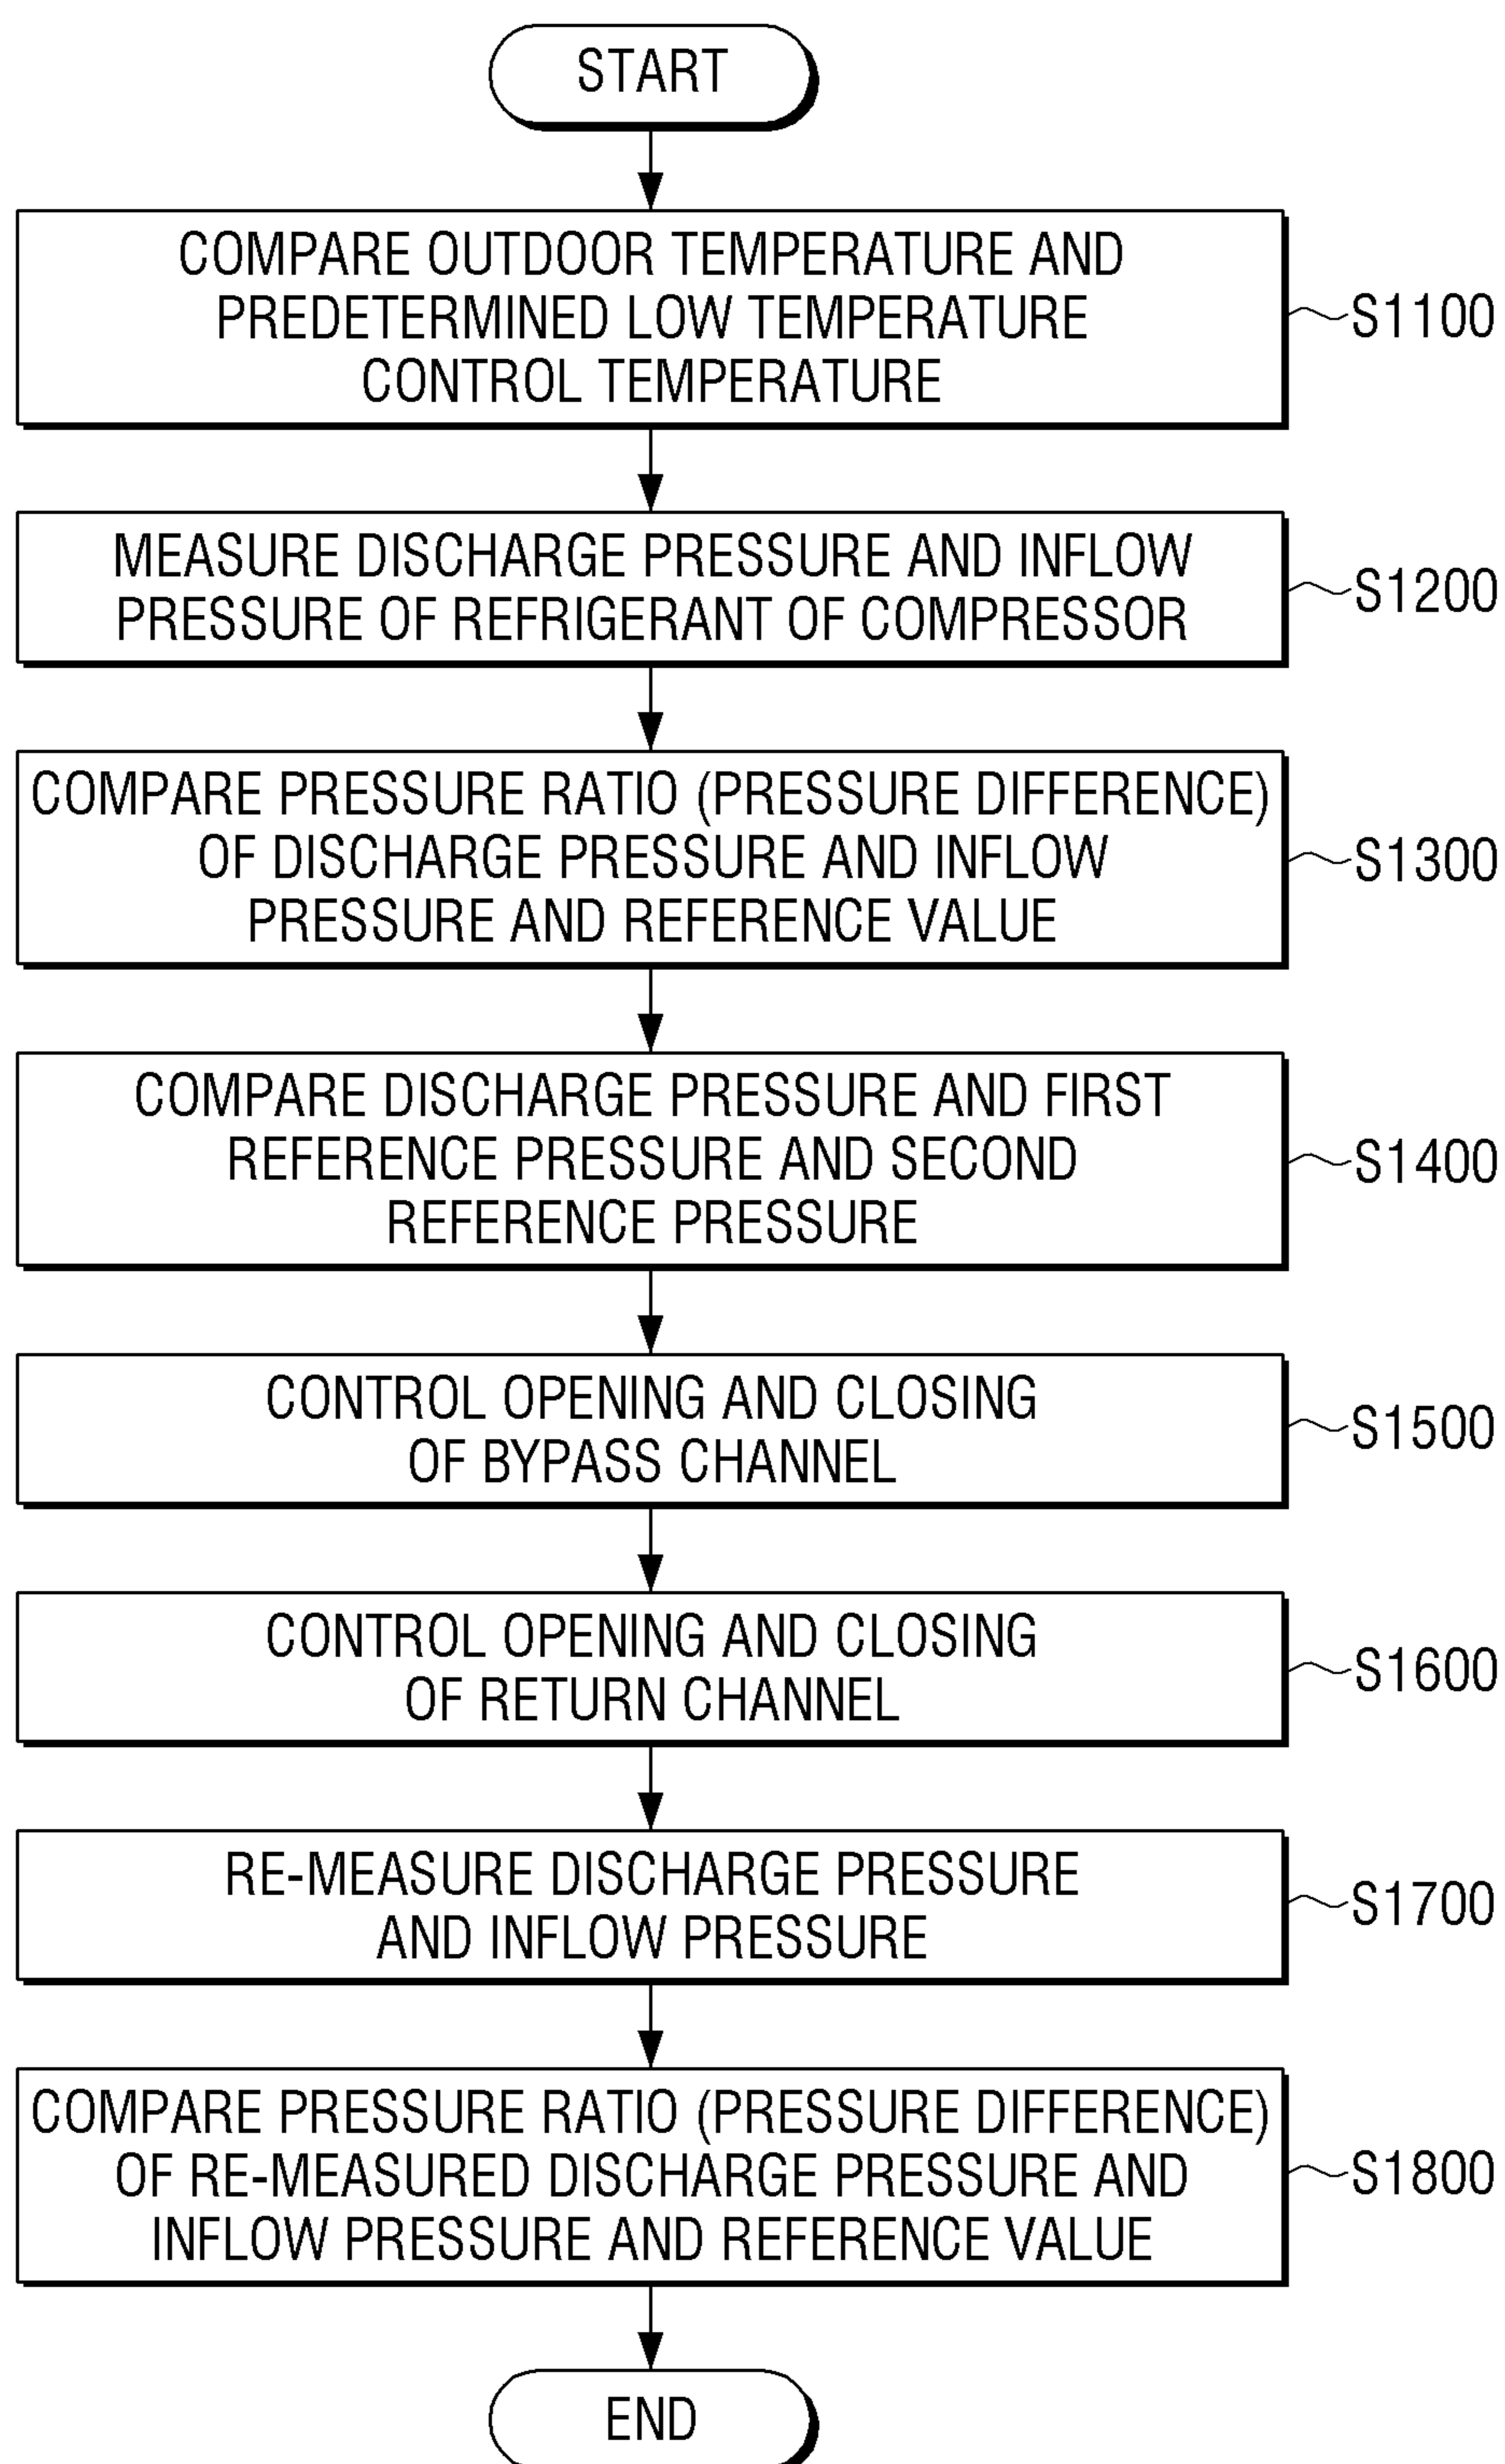 START
COMPARE OUTDOOR TEMPERATURE AND
PREDETERMINED LOW TEMPERATURE
CONTROL TEMPERATURE
S1100
MEASURE DISCHARGE PRESSURE AND INFLOW
PRESSURE OF REFRIGERANT OF COMPRESSOR
S1200
COMPARE PRESSURE RATIO (PRESSURE DIFFERENCE)
OF DISCHARGE PRESSURE AND INFLOW
PRESSURE AND REFERENCE VALUE
S1300
COMPARE DISCHARGE PRESSURE AND FIRST
REFERENCE PRESSURE AND SECOND
REFERENCE PRESSURE
S1400
CONTROL OPENING AND CLOSING
OF BYPASS CHANNEL
S1500
CONTROL OPENING AND CLOSING
OF RETURN CHANNEL
S1600
RE-MEASURE DISCHARGE PRESSURE
AND INFLOW PRESSURE
S1700
COMPARE PRESSURE RATIO (PRESSURE DIFFERENCE)
OF RE-MEASURED DISCHARGE PRESSURE AND
INFLOW PRESSURE AND REFERENCE VALUE
S1800
END